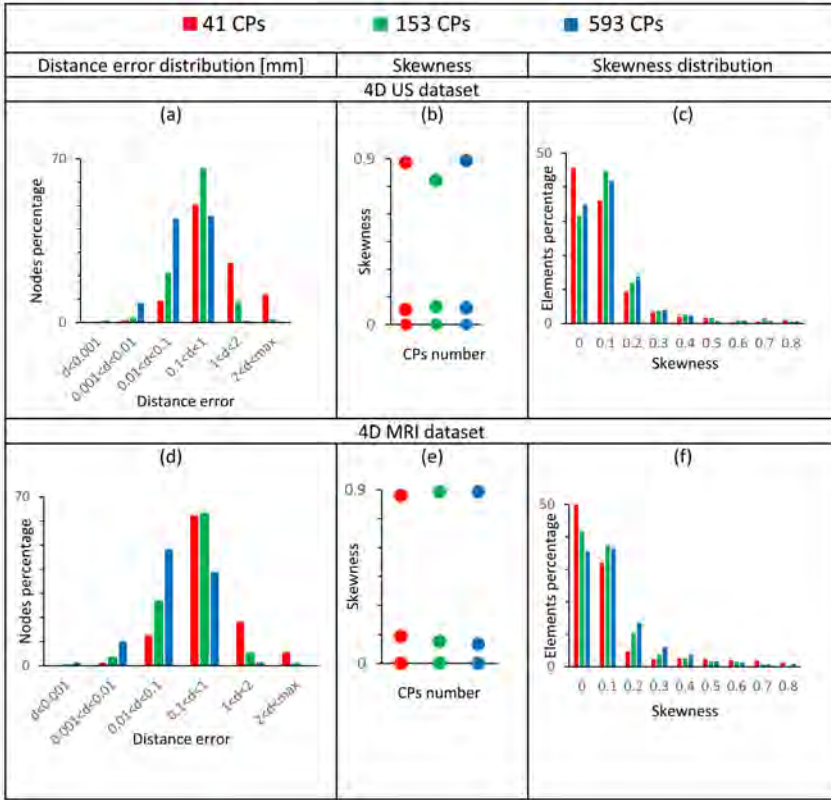 41 CPs 153 CPs 593 CPs
Distance error distribution [mm] Skewness Skewness distribution
4D US dataset
(a) (b) (c)
70
Nodes percentage
0
d<0.001 0.001<d<0.01 0.01<d<0.1 0.1<d<1 1<d<2 2<d<max
Distance error
0.9
Skewness
0
CPs number
50
Elements percentage
0
0 0.1 0.2 0.3 0.4 0.5 0.6 0.7 0.8
Skewness
4D MRI dataset
(d) (e) (f)
70
Nodes percentage
0
d<0.001 0.001<d<0.01 0.01<d<0.1 0.1<d<1 1<d<2 2<d<max
Distance error
0.9
Skewness
0
CPs number
50
Elements percentage
0
0 0.1 0.2 0.3 0.4 0.5 0.6 0.7 0.8
Skewness